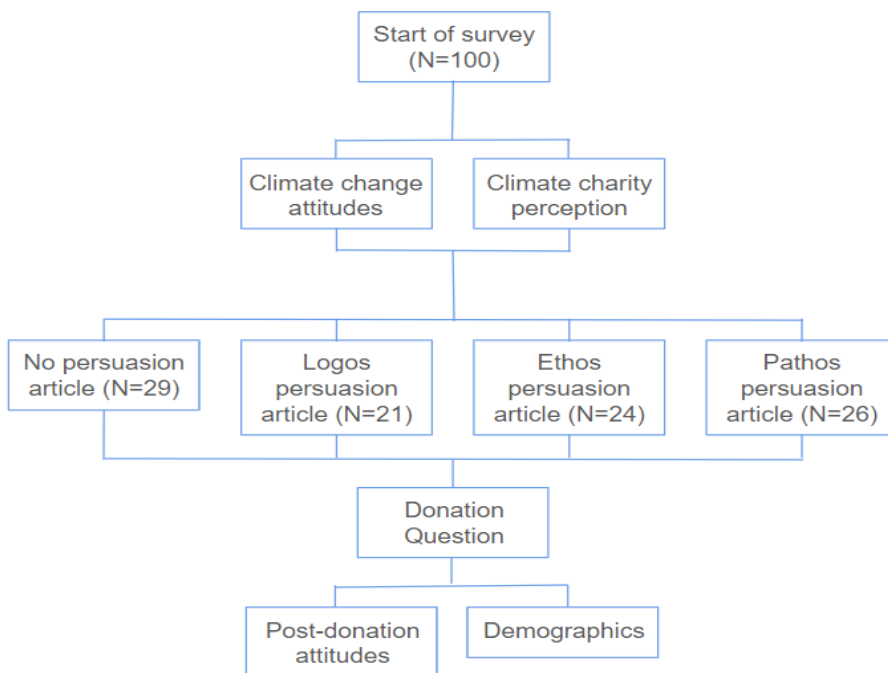 Start of survey
(N=100)
Climate change
attitudes
Climate charity
perception
No persuasion
article (N=29)
Logos
persuasion
article (N=21)
Ethos
persuasion
article (N=24)
Pathos
persuasion
article (N=26)
Donation
Question
Post-donation
attitudes
Demographics